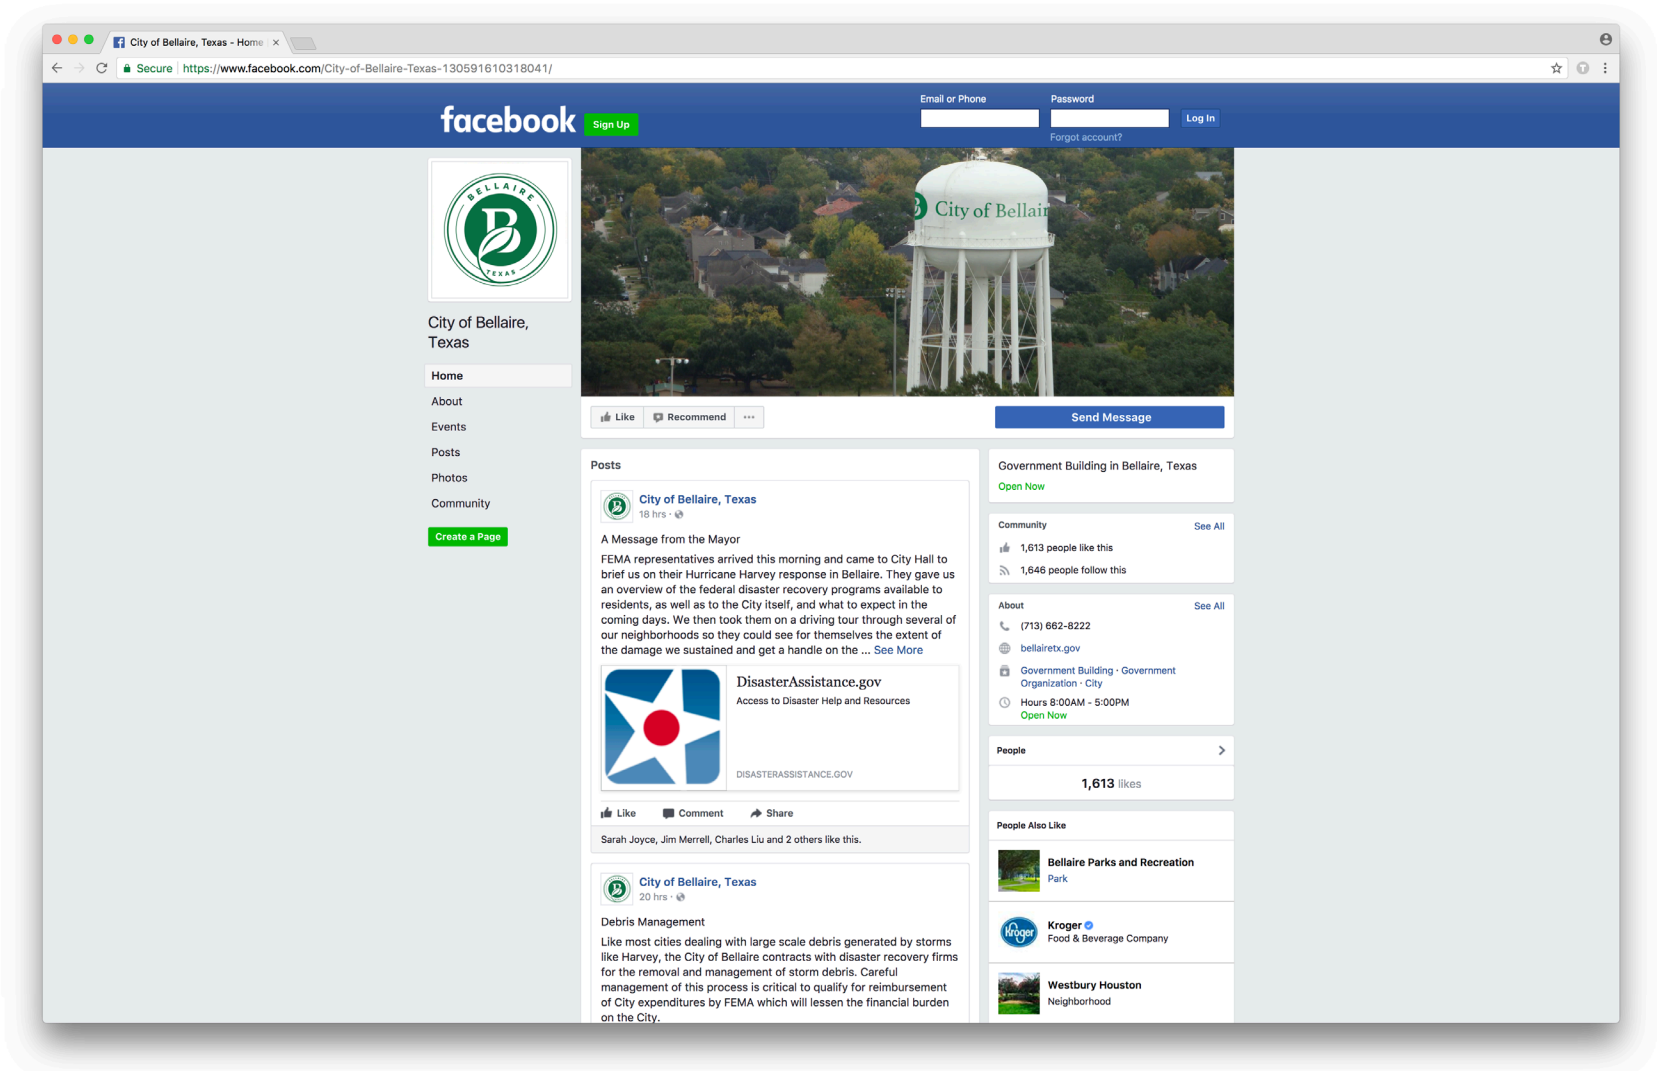 City of Bellaire, Texas - Home
Secure
https://www.facebook.com/City-of-Bellaire-Texas-130591610318041/
facebook
Sign Up
Email or Phone
Password
Log In
Forgot account?
BELLAIRE
B
TEXAS
City of Bellaire,
Texas
Home
About
Events
Posts
Photos
Community
Create a Page
B City of Bellair
Like
Recommend
Send Message
Posts
City of Bellaire, Texas
18 hrs ·
A Message from the Mayor
FEMA representatives arrived this morning and came to City Hall to
brief us on their Hurricane Harvey response in Bellaire. They gave us
an overview of the federal disaster recovery programs available to
residents, as well as to the City itself, and what to expect in the
coming days. We then took them on a driving tour through several of
our neighborhoods so they could see for themselves the extent of
the damage we sustained and get a handle on the ... See More
DisasterAssistance.gov
Access to Disaster Help and Resources
DISASTERASSISTANCE.GOV
Like
Comment
Share
Sarah Joyce, Jim Merrell, Charles Liu and 2 others like this.
City of Bellaire, Texas
20 hrs ·
Debris Management
Like most cities dealing with large scale debris generated by storms
like Harvey, the City of Bellaire contracts with disaster recovery firms
for the removal and management of storm debris. Careful
management of this process is critical to qualify for reimbursement
of City expenditures by FEMA which will lessen the financial burden
on the City.
Government Building in Bellaire, Texas
Open Now
Community
See All
1,613 people like this
1,646 people follow this
About
See All
(713) 662-8222
bellairetx.gov
Government Building · Government
Organization · City
Hours 8:00AM - 5:00PM
Open Now
People
1,613 likes
People Also Like
Bellaire Parks and Recreation
Park
Kroger
Kroger
Food & Beverage Company
Westbury Houston
Neighborhood